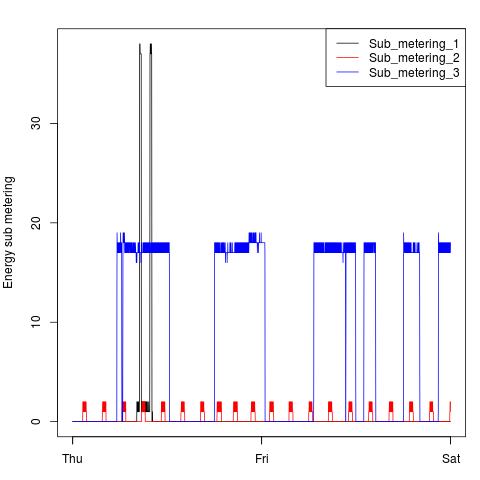 Sub_metering_1
Sub_metering_2
Sub_metering_3
Energy sub metering
30
20
10
0
Thu Fri Sat